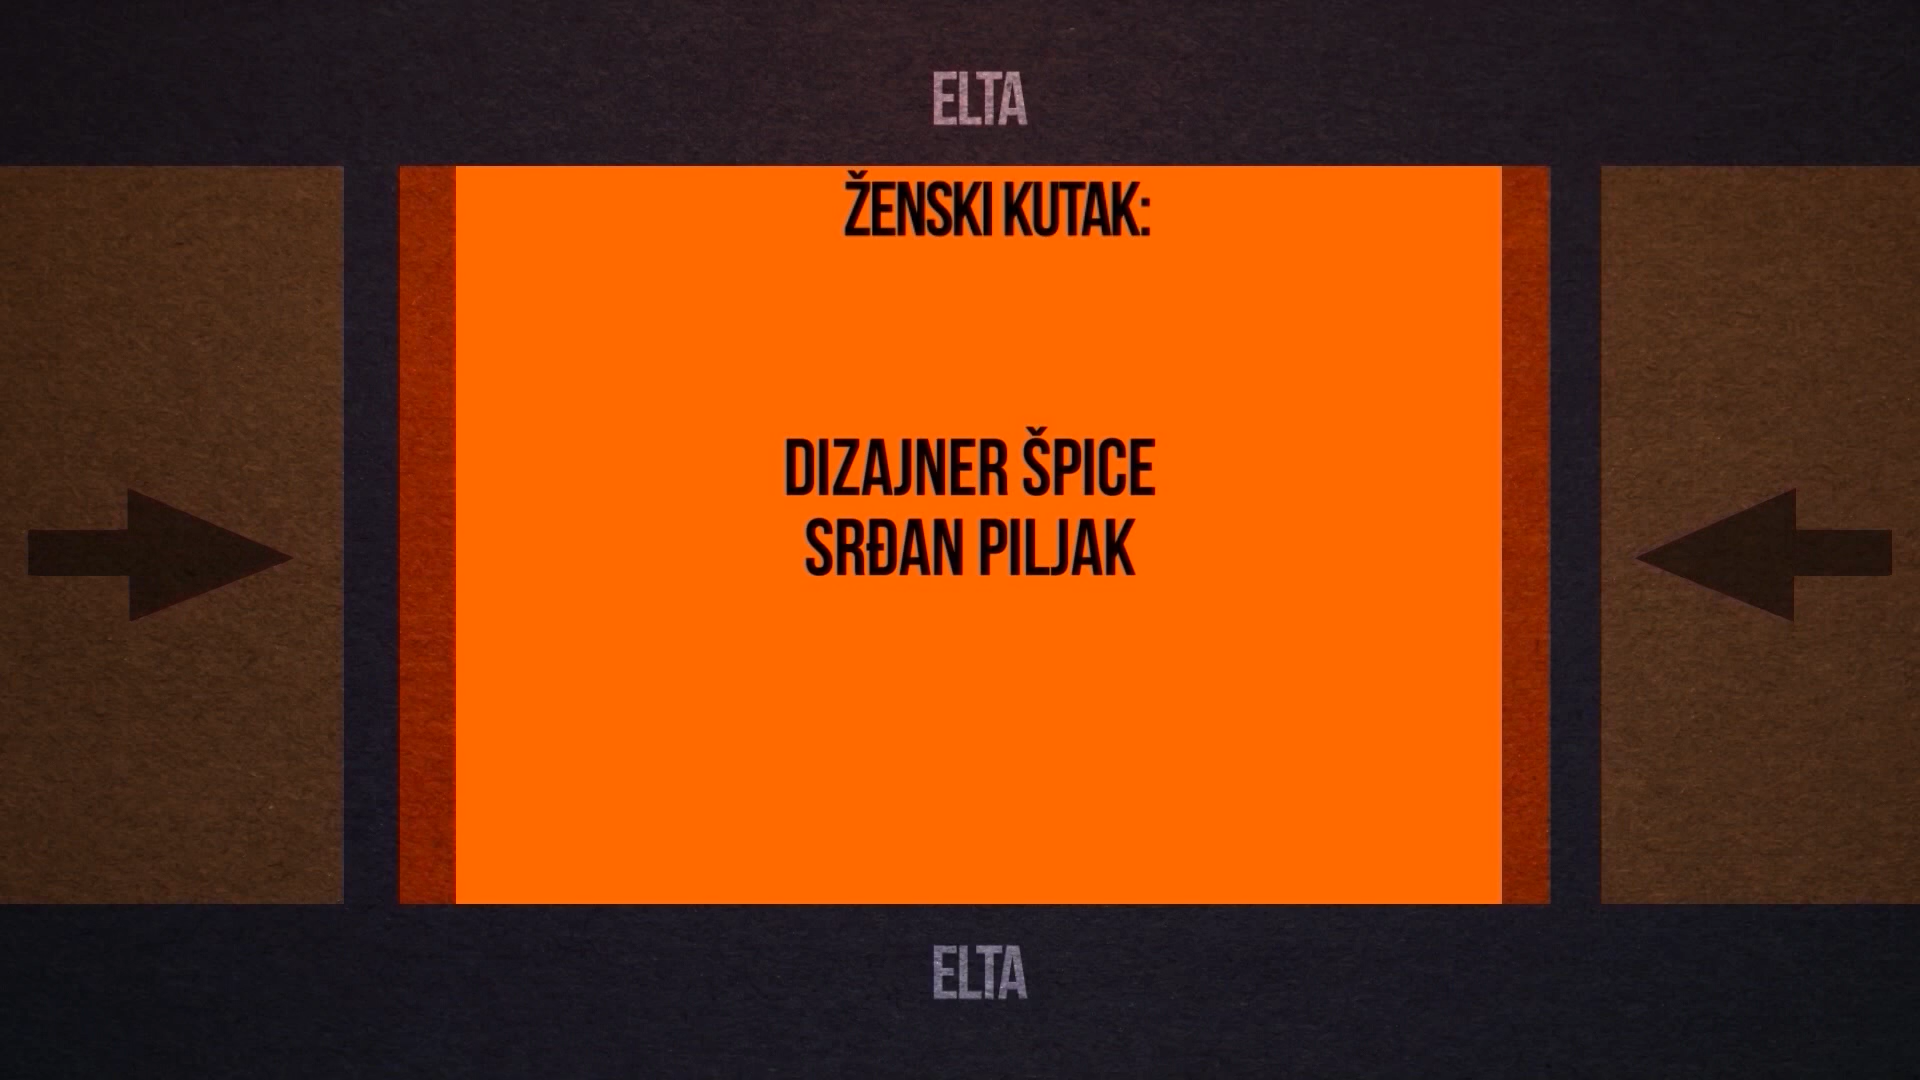 ELTA
ŽENSKI KUTAK:
DIZAJNER ŠPICE
SRĐAN PILJAK
ELTA